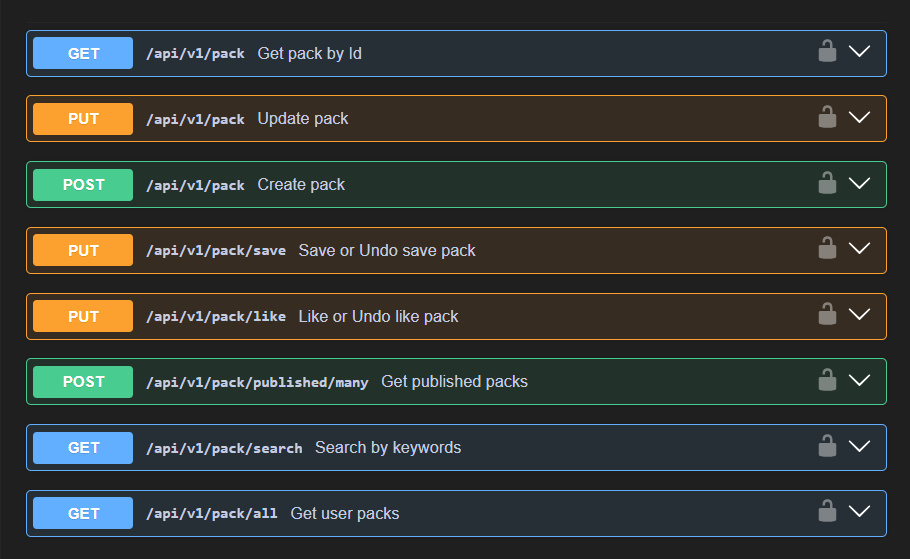 GET /api/v1/pack Get pack by Id
PUT /api/v1/pack Update pack
POST /api/v1/pack Create pack
PUT /api/v1/pack/save Save or Undo save pack
PUT /api/v1/pack/like Like or Undo like pack
POST /api/v1/pack/published/many Get published packs
GET /api/v1/pack/search Search by keywords
GET /api/v1/pack/all Get user packs